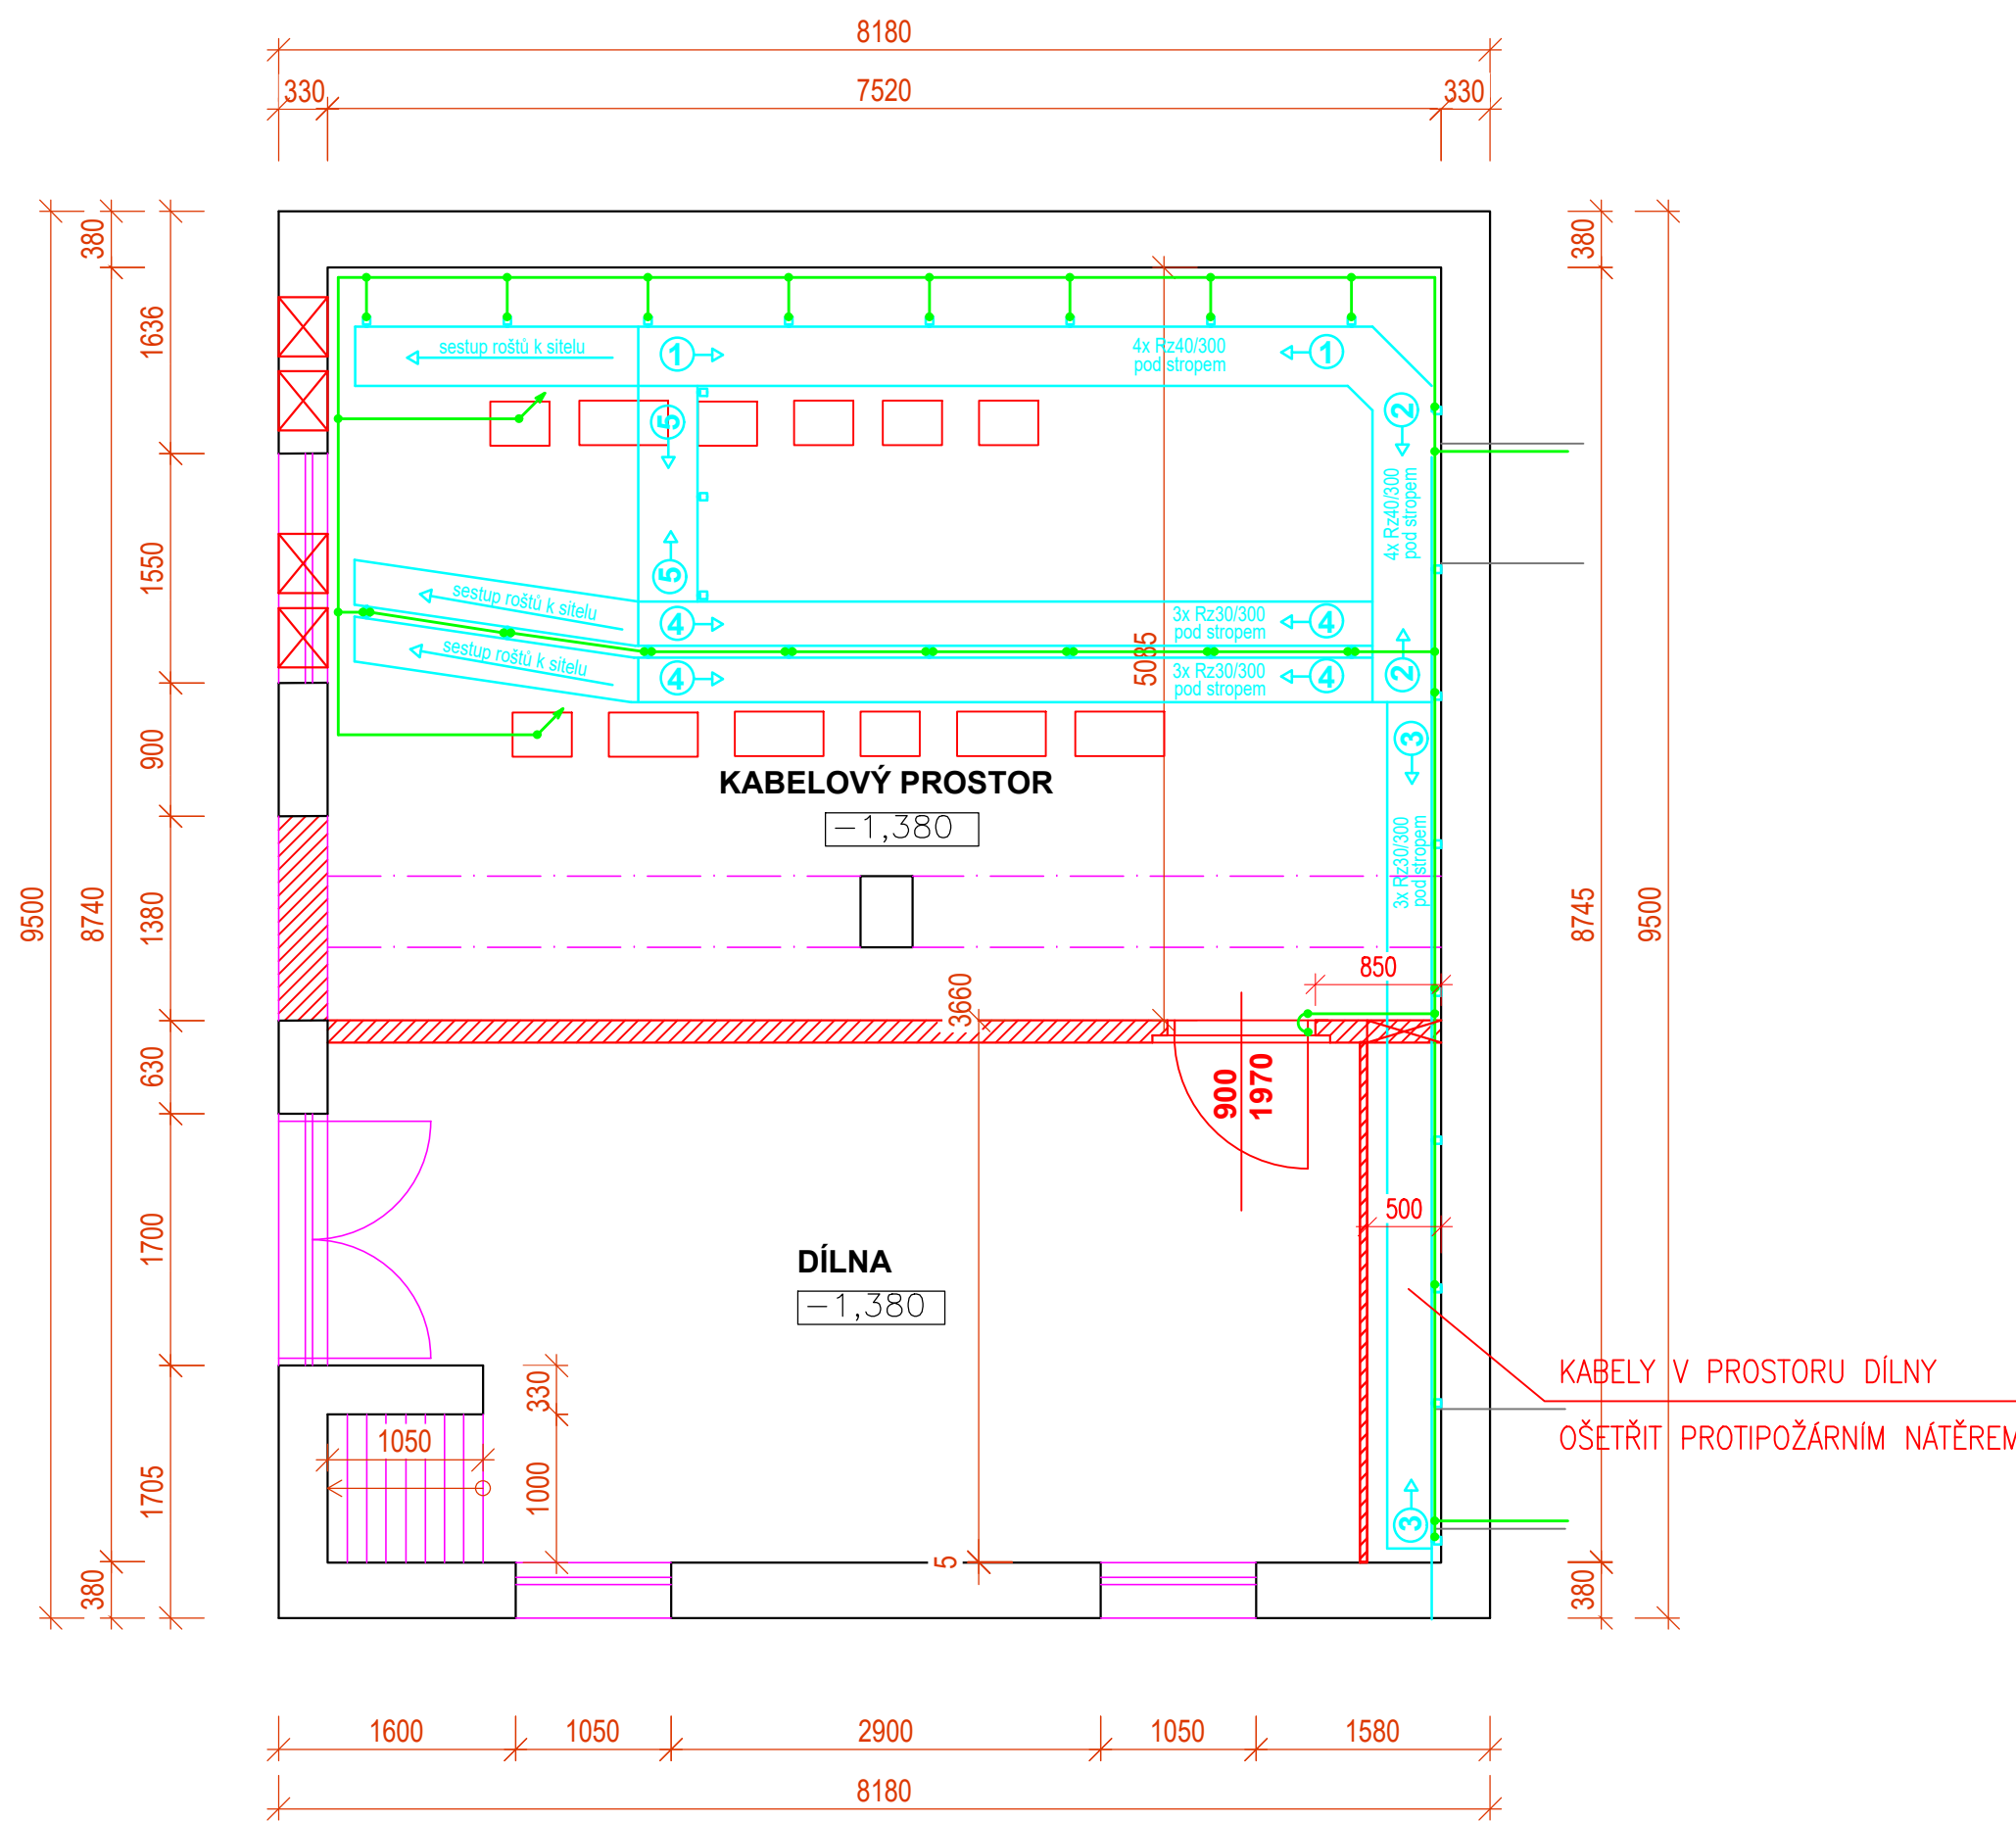 8180
330
7520
330
380
380
1636
sestup roštů k sitelu
1
4x Rz40/300
pod stropem
1
2
5
4x Rz40/300
pod stropem
1550
5
sestup roštů k sitelu
4
3x Rz30/300
pod stropem
4
5085
sestup roštů k sitelu
4
3x Rz30/300
pod stropem
4
2
900
3
KABELOVÝ PROSTOR
-1,380
3x Rz30/300
pod stropem
9500
8740
1380
8745
9500
850
3660
630
900
1970
500
1700
DÍLNA
-1,380
KABELY V PROSTORU DÍLNY
OŠETŘIT PROTIPOŽÁRNÍM NÁTĚREM
330
1050
1000
1705
3
5
380
380
1600
1050
2900
1050
1580
8180